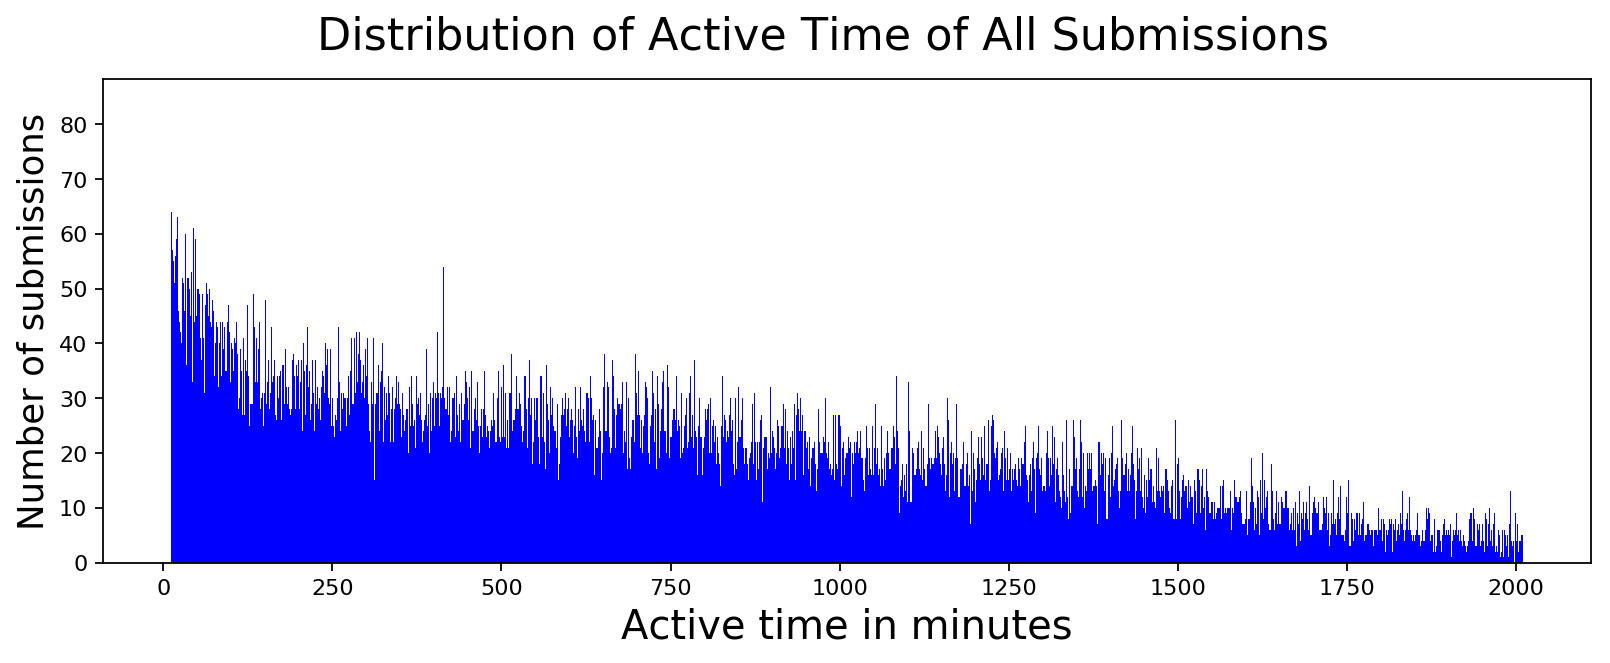 Distribution of Active Time of All Submissions
Number of submissions
80
70
60
50
40
30
20
10
0
0 250 500 750 1000 1250 1500 1750 2000
Active time in minutes